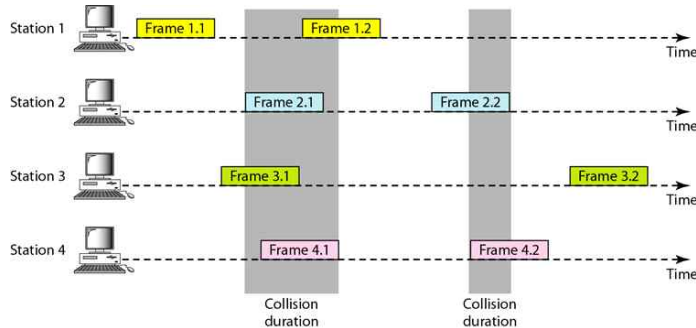 Station 1
Frame 1.1
Frame 1.2
Time
Station 2
Frame 2.1
Frame 2.2
Time
Station 3
Frame 3.1
Frame 3.2
Time
Station 4
Frame 4.1
Frame 4.2
Time
Collision
duration
Collision
duration